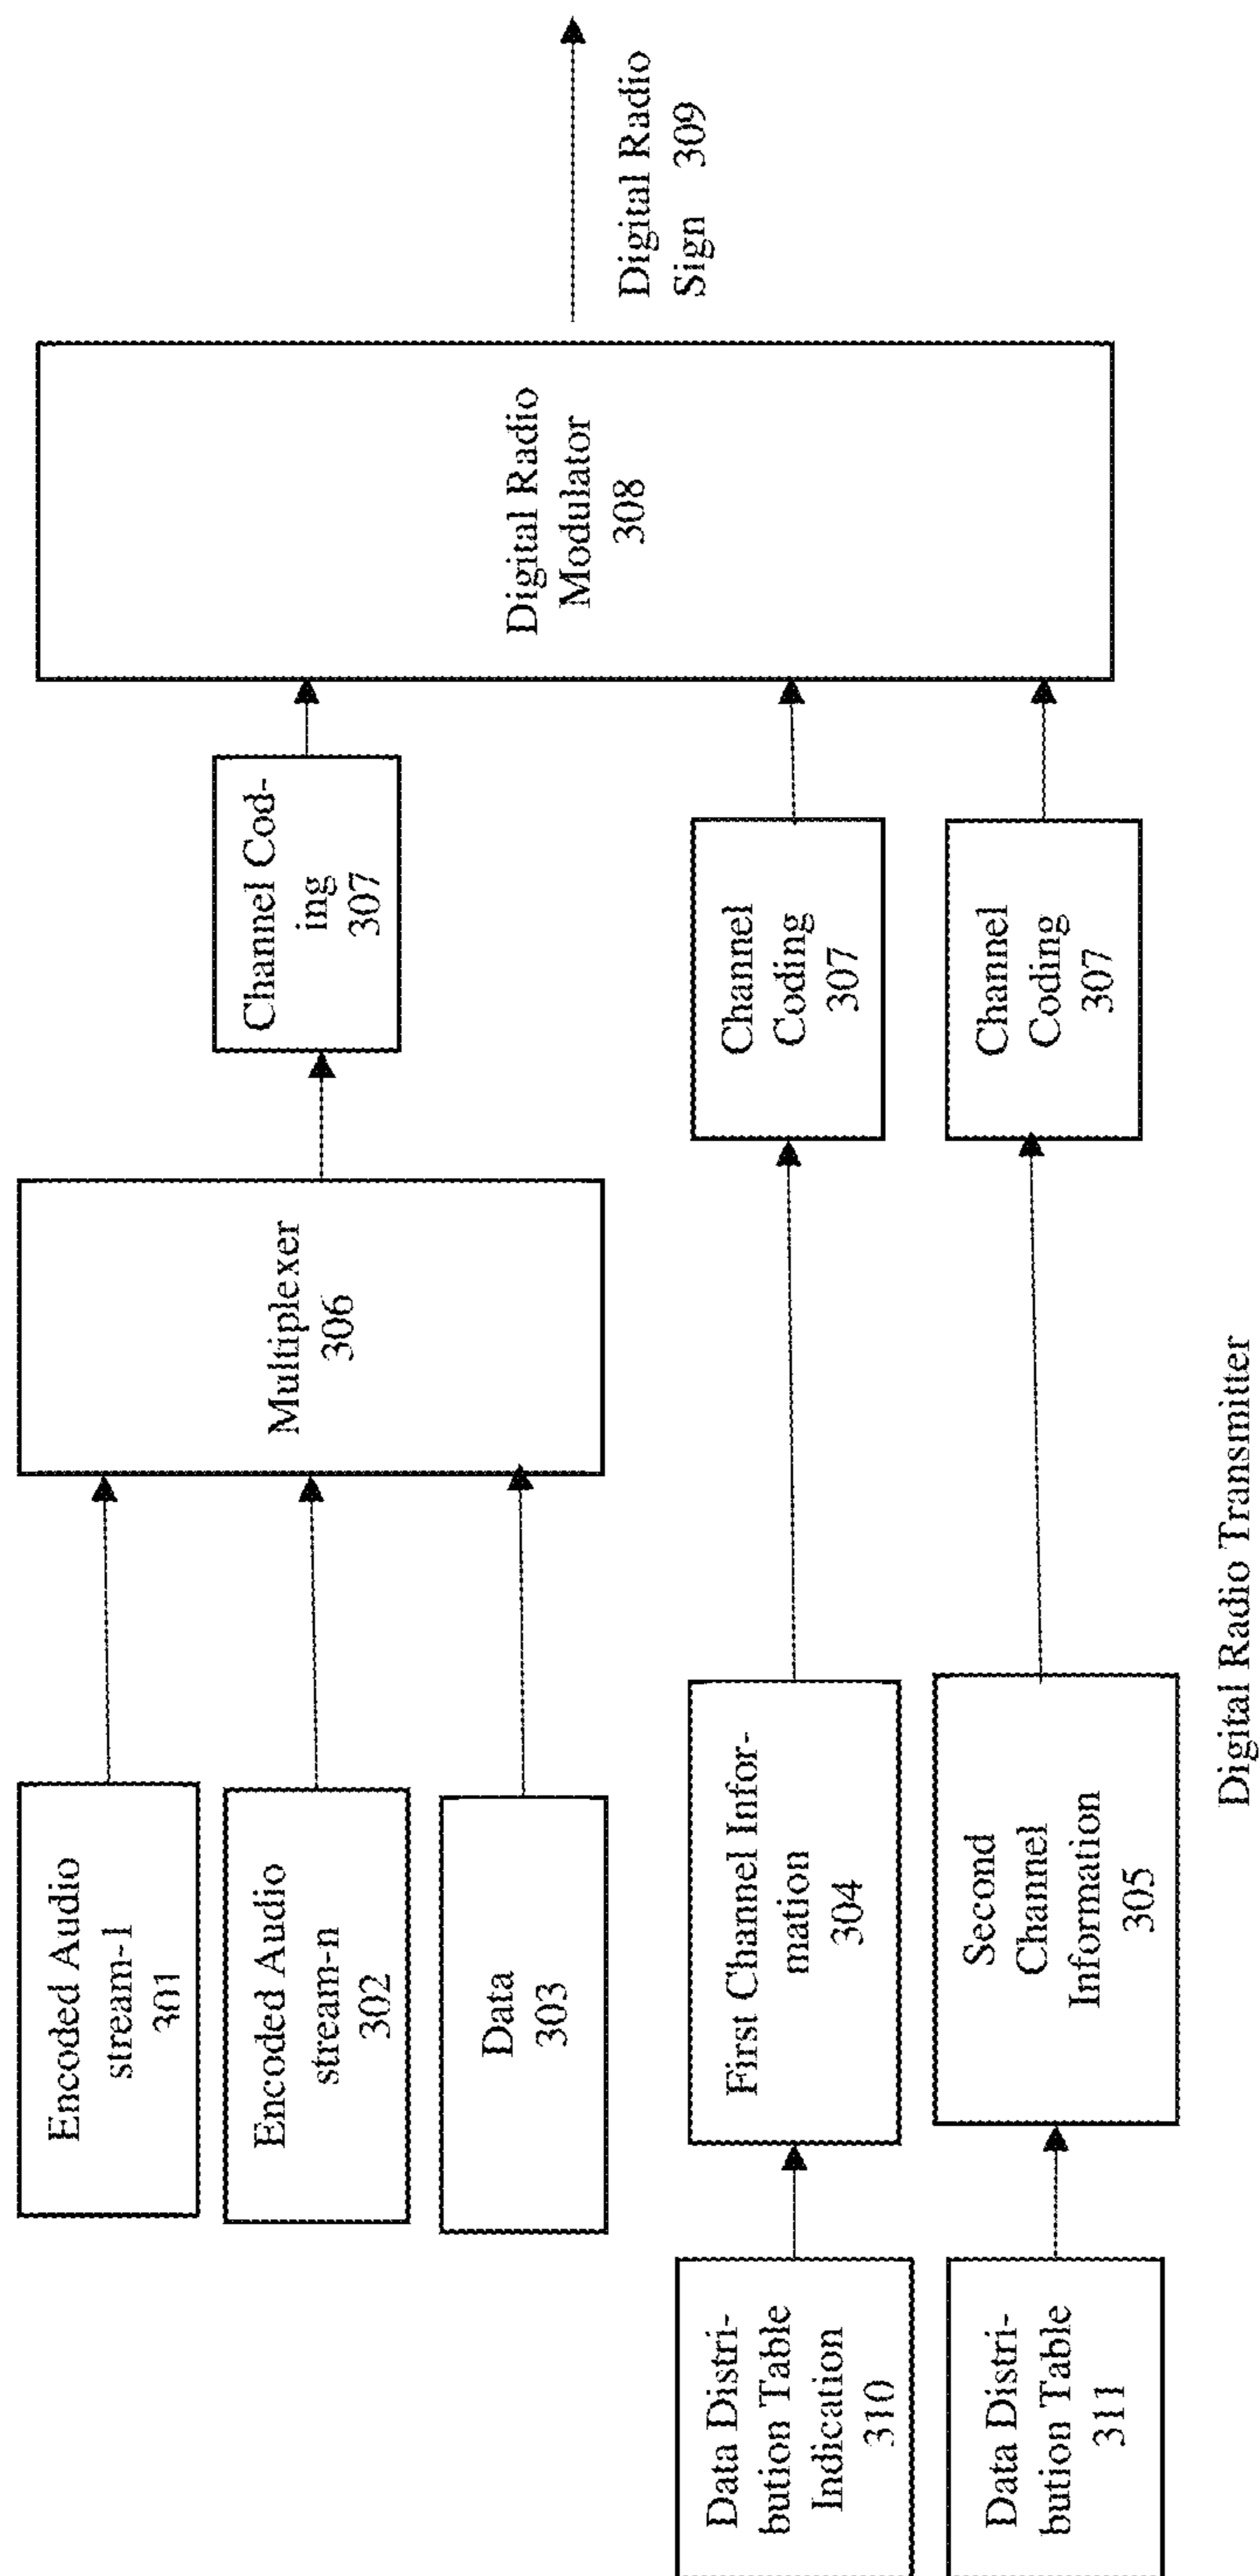 Encoded Audio
stream-1
301
Encoded Audio
stream-n
302
Data
303
Multiplexer
306
Channel Cod-
ing
307
Data Distri-
bution Table
Indication
310
First Channel Infor-
mation
304
Channel
Coding
307
Data Distri-
bution Table
311
Second
Channel
Information
305
Channel
Coding
307
Digital Radio
Modulator
308
Digital Radio
Sign 309
Digital Radio Transmitter